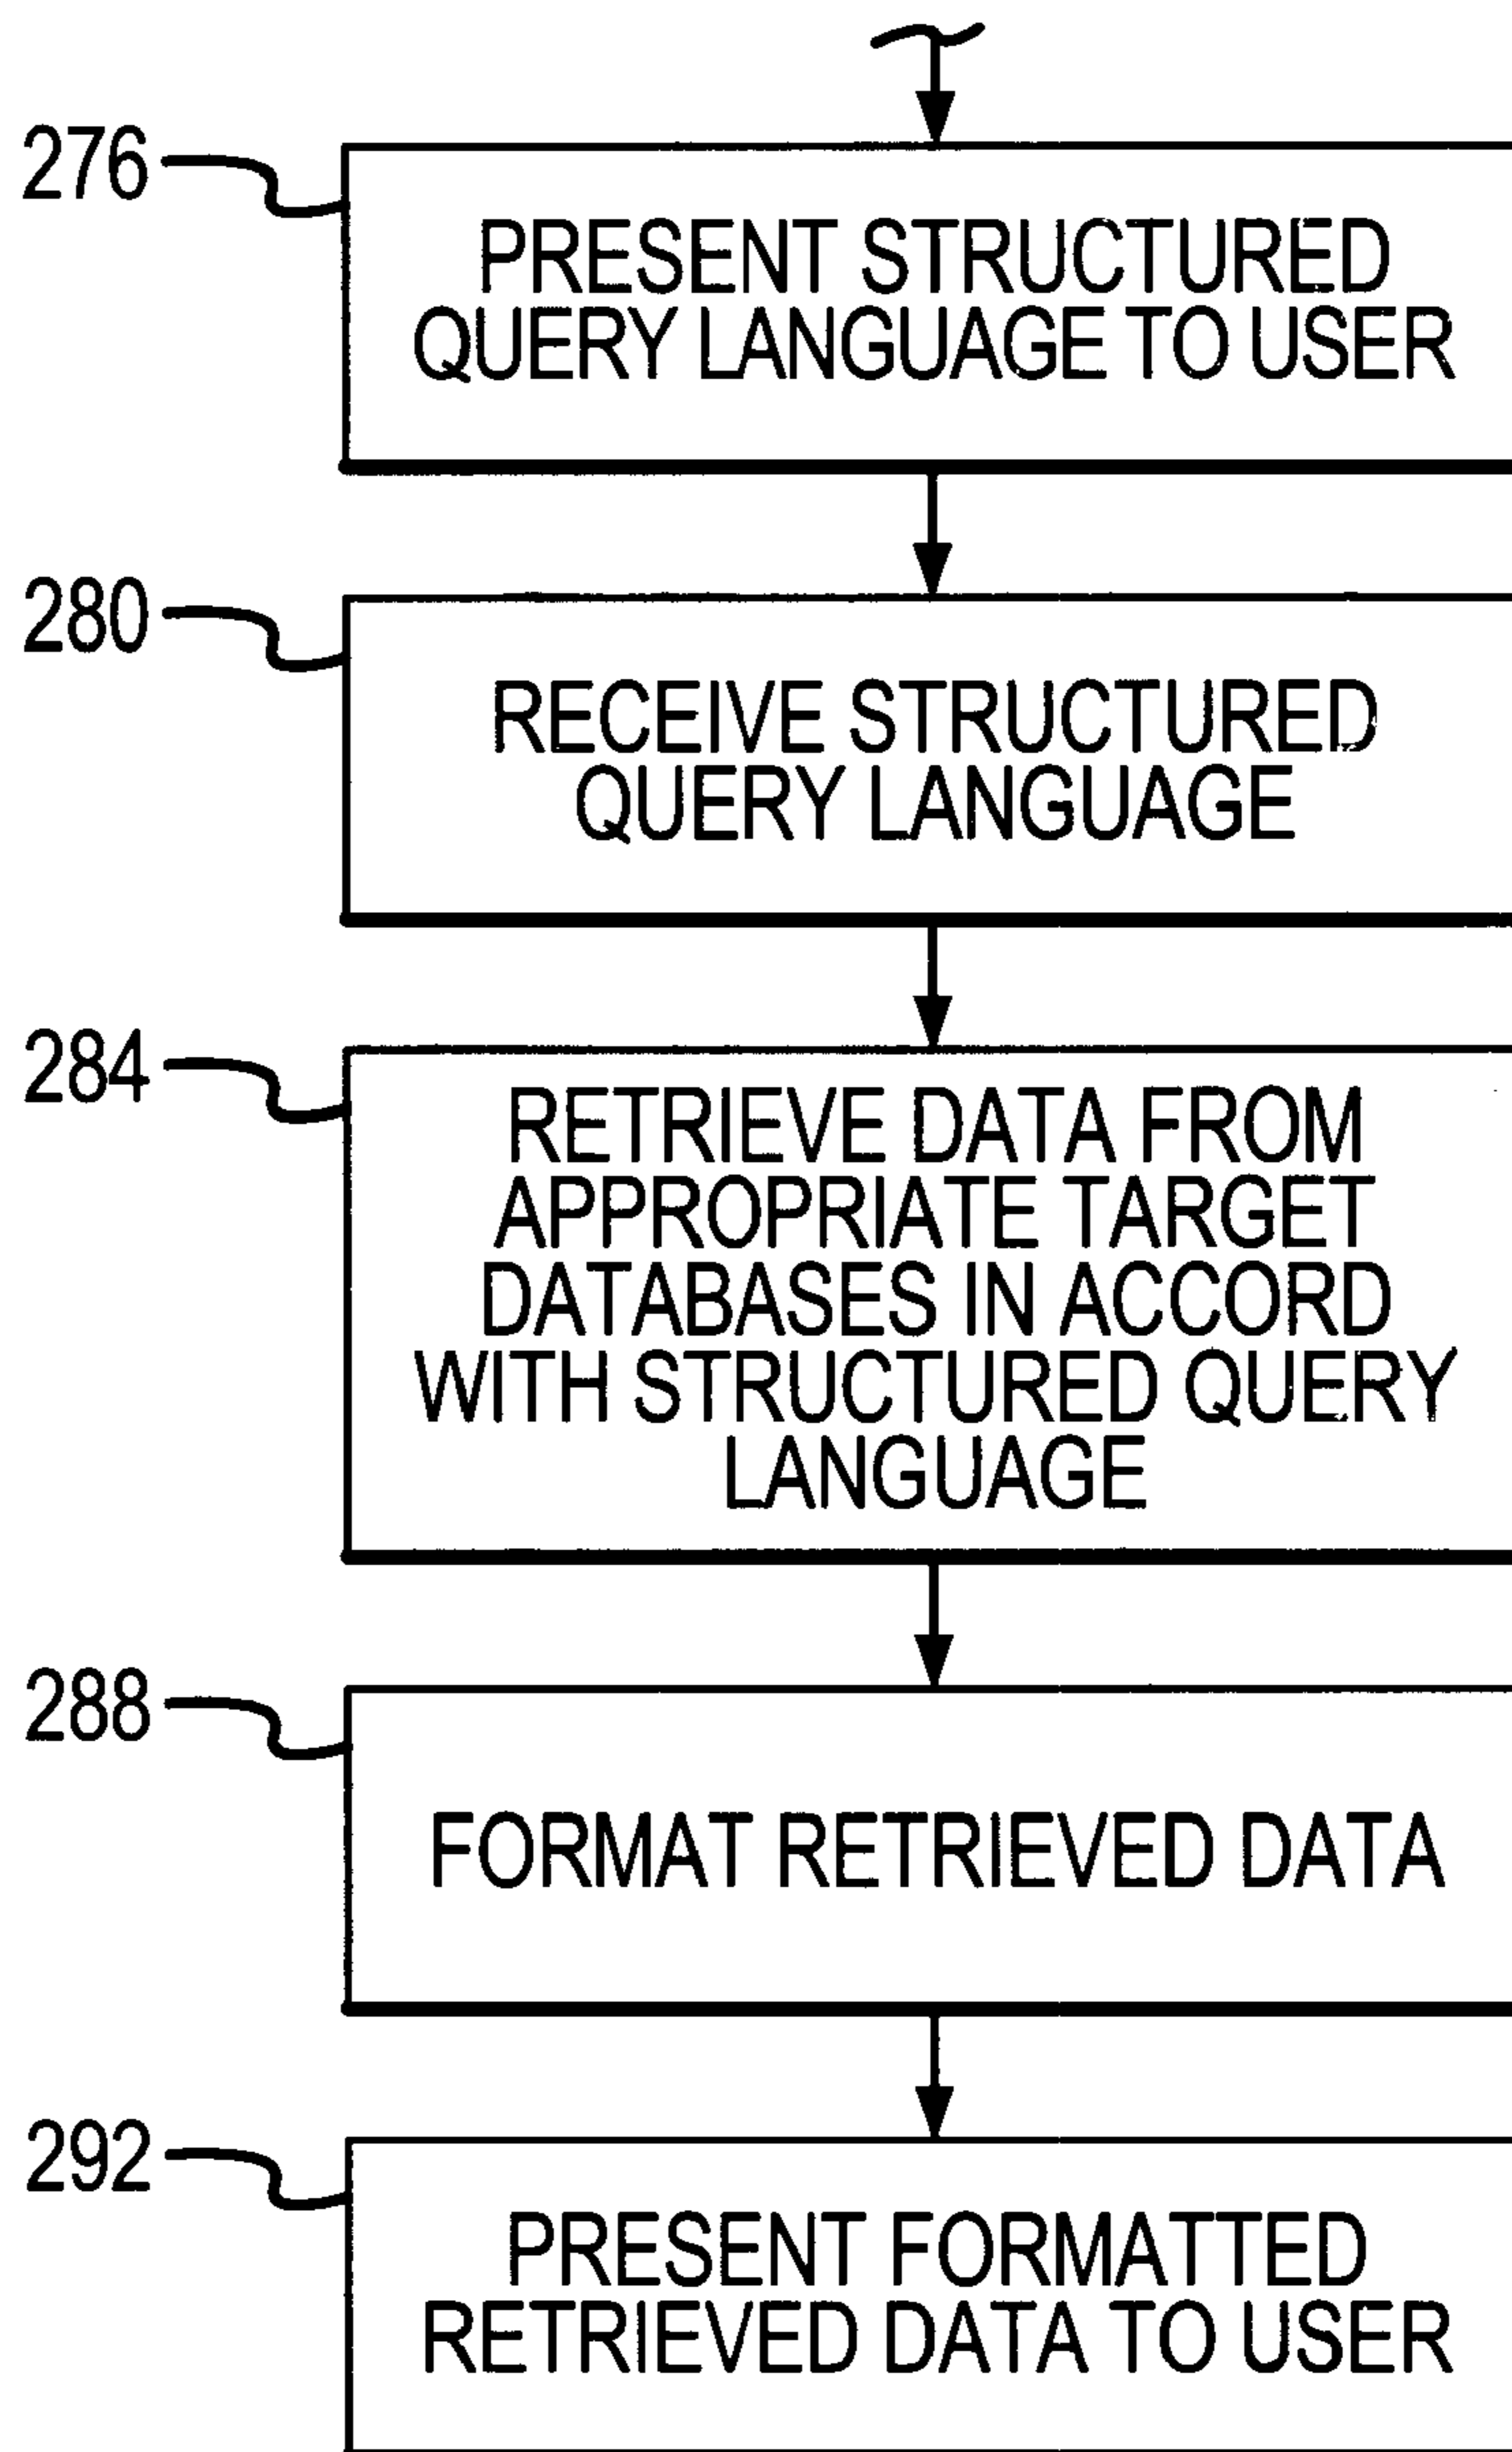 276
PRESENT STRUCTURED
QUERY LANGUAGE TO USER
280
RECEIVE STRUCTURED
QUERY LANGUAGE
284
RETRIEVE DATA FROM
APPROPRIATE TARGET
DATABASES IN ACCORD
WITH STRUCTURED QUERY
LANGUAGE
288
FORMAT RETRIEVED DATA
292
PRESENT FORMATTED
RETRIEVED DATA TO USER